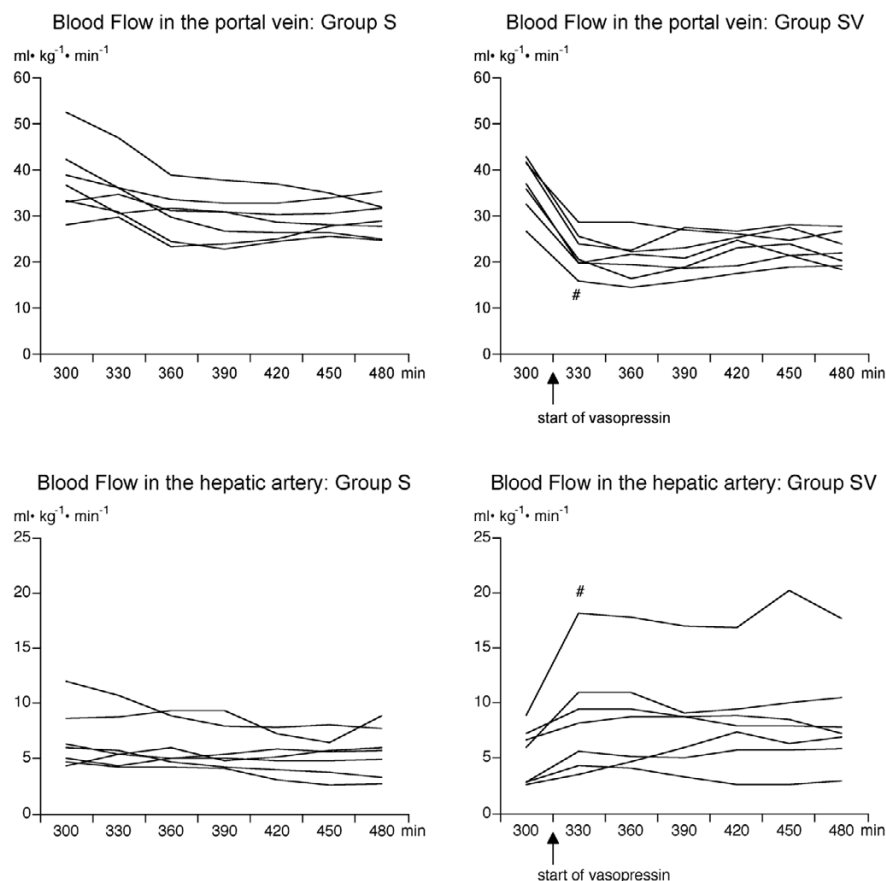 Blood Flow in the portal vein: Group S
ml• kg⁻¹• min⁻¹
60
50
40
30
20
10
0
300 330 360 390 420 450 480 min
Blood Flow in the portal vein: Group SV
ml• kg⁻¹• min⁻¹
60
50
40
30
20
10
0
#
300 330 360 390 420 450 480 min
start of vasopressin
Blood Flow in the hepatic artery: Group S
ml• kg⁻¹• min⁻¹
25
20
15
10
5
0
300 330 360 390 420 450 480 min
Blood Flow in the hepatic artery: Group SV
ml• kg⁻¹• min⁻¹
25
20
15
10
5
0
#
300 330 360 390 420 450 480 min
start of vasopressin